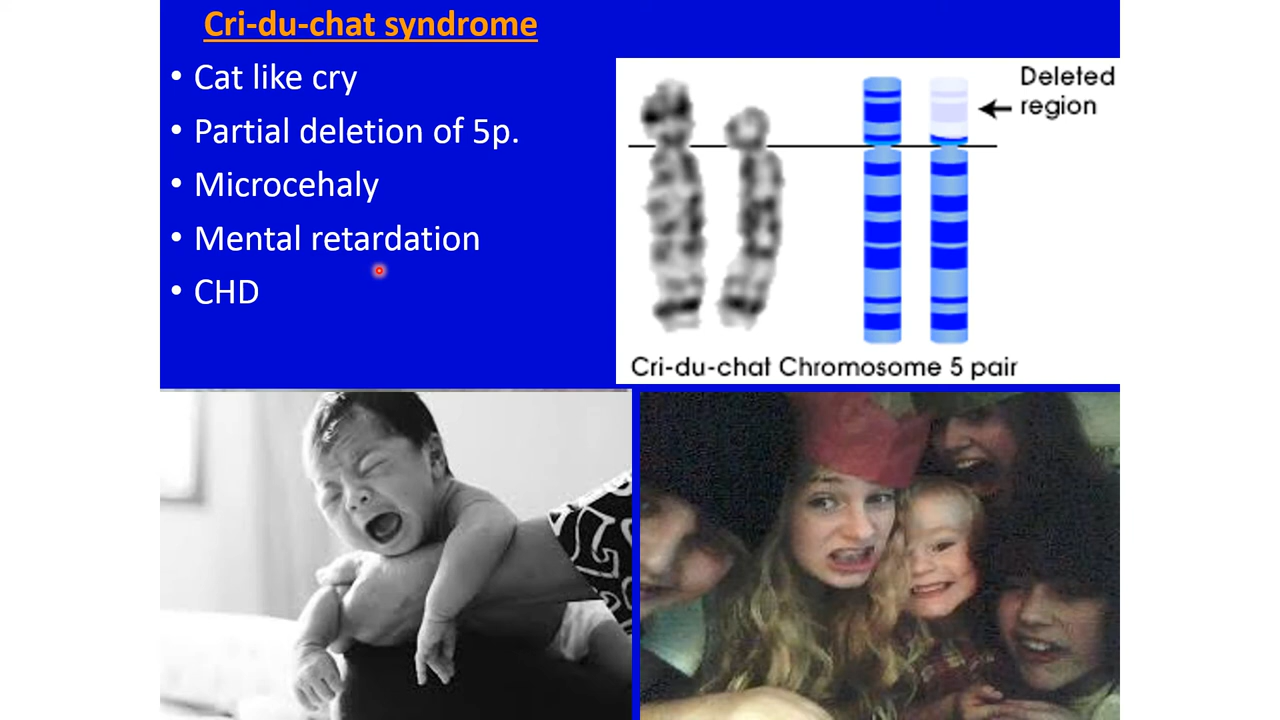 Cri-du-chat syndrome
• Cat like cry
• Partial deletion of 5p.
• Microcehaly
• Mental retardation
• CHD
Deleted
region
Cri-du-chat Chromosome 5 pair